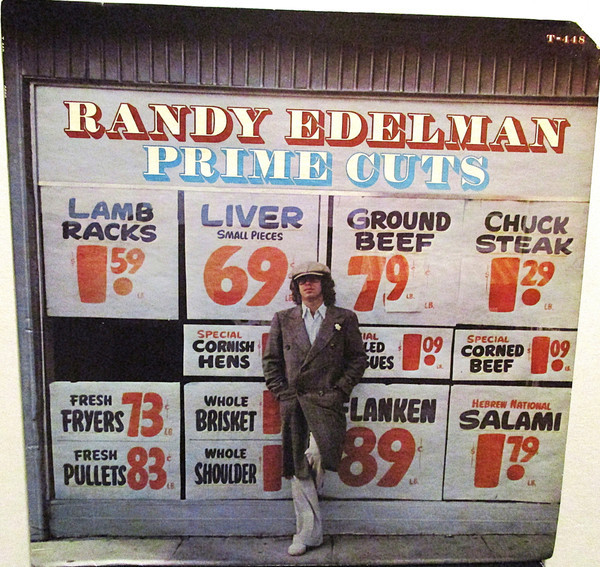 T-448
RANDY EDELMAN
PRIME CUTS
LAMB
RACKS
1.59
LB.
LIVER
SMALL PIECES
69
GROUND
BEEF
79
LB.
CHUCK
STEAK
1.29
LB.
SPECIAL
CORNISH
HENS
1.09
SPECIAL
CORNED
BEEF
1.09
FRESH
FRYERS 73¢
LB.
FRESH
PULLETS 83¢
LB.
WHOLE
BRISKET
WHOLE
SHOULDER
FLANKEN
89¢
LB.
HEBREW NATIONAL
SALAMI
1.79
LB.